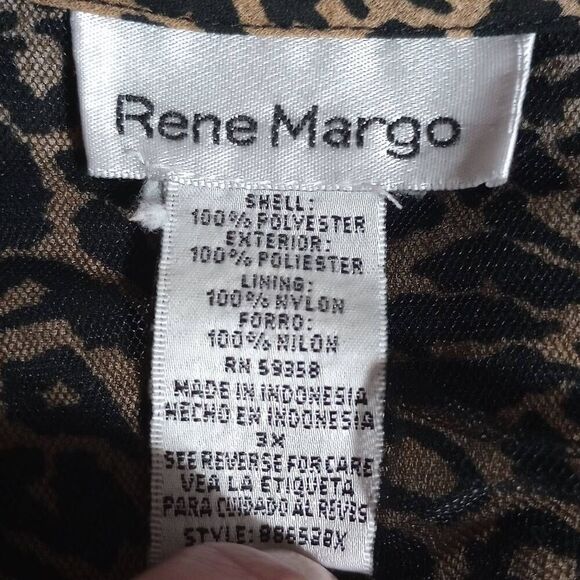 Rene Margo
SHELL:
100% POLYESTER
EXTERIOR:
100% POLIESTER
LINING:
100% NYLON
FORRO:
100% NILON
RN 59358
MADE IN INDONESIA
HECHO EN INDONESIA
3X
SEE REVERSE FOR CARE
VEA LA ETIQUETA
PARA CUIDADO AL REVES
STYLE: